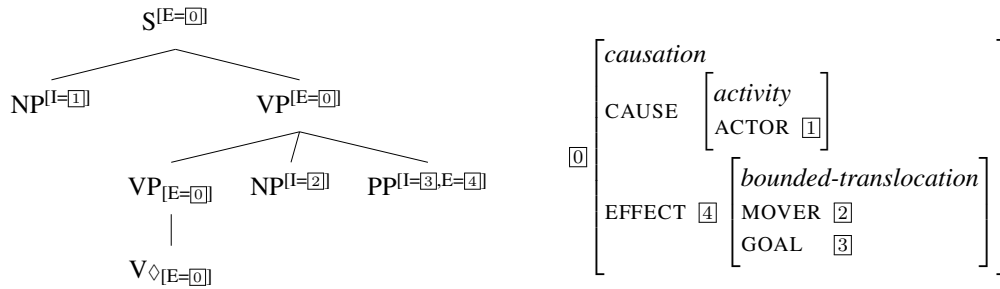 S[E=0]
NP[I=1] VP[E=0]
VP[E=0] NP[I=2] PP[I=3,E=4]
V◊[E=0]
0 causation
CAUSE activity
ACTOR 1
EFFECT 4 bounded-translocation
MOVER 2
GOAL 3